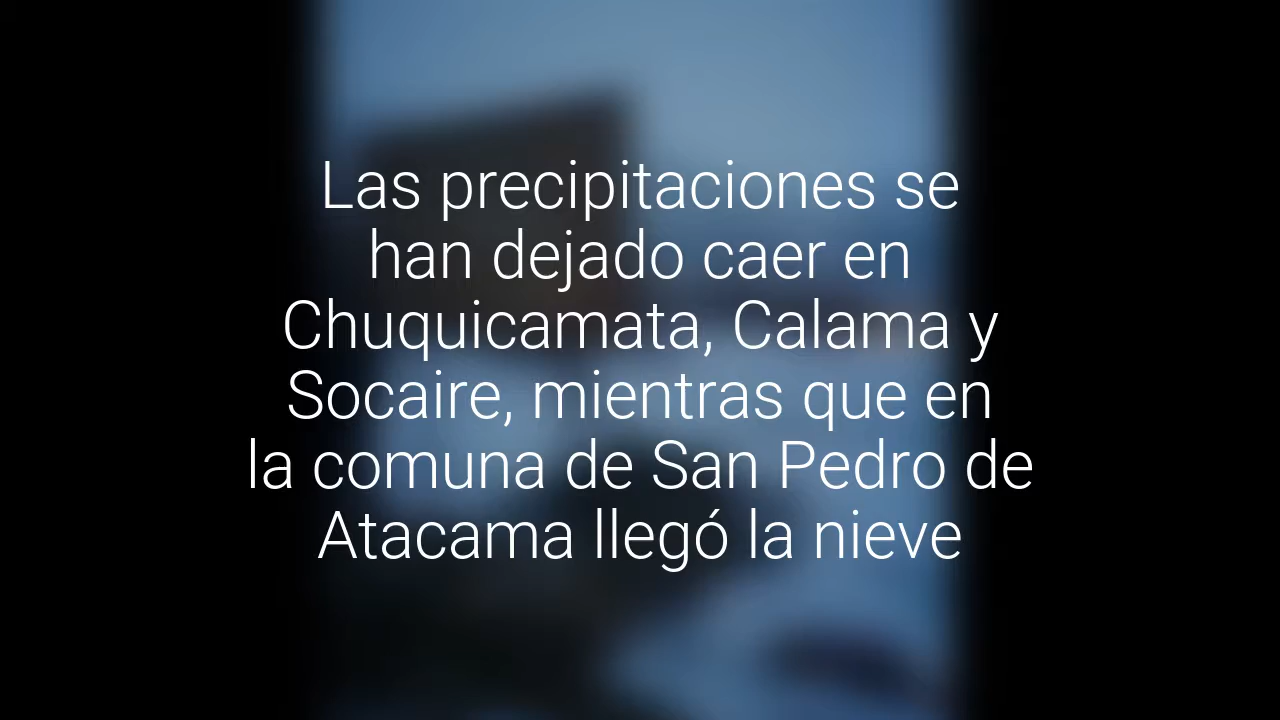 Las precipitaciones se
han dejado caer en
Chuquicamata, Calama y
Socaire, mientras que en
la comuna de San Pedro de
Atacama llegó la nieve